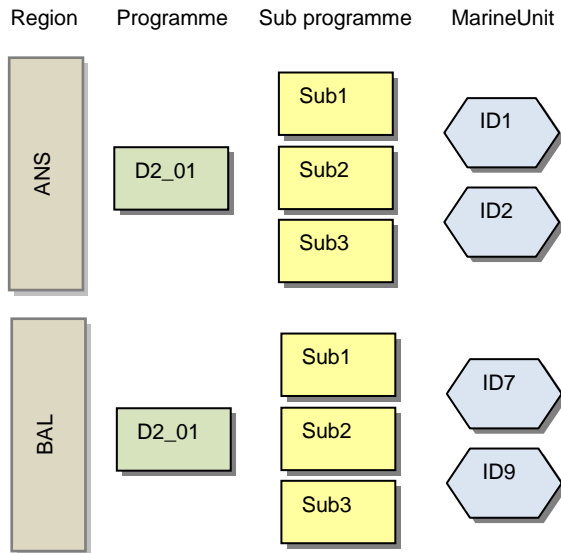 Region Programme Sub programme MarineUnit
ANS
D2_01
Sub1
Sub2
Sub3
ID1
ID2
BAL
D2_01
Sub1
Sub2
Sub3
ID7
ID9